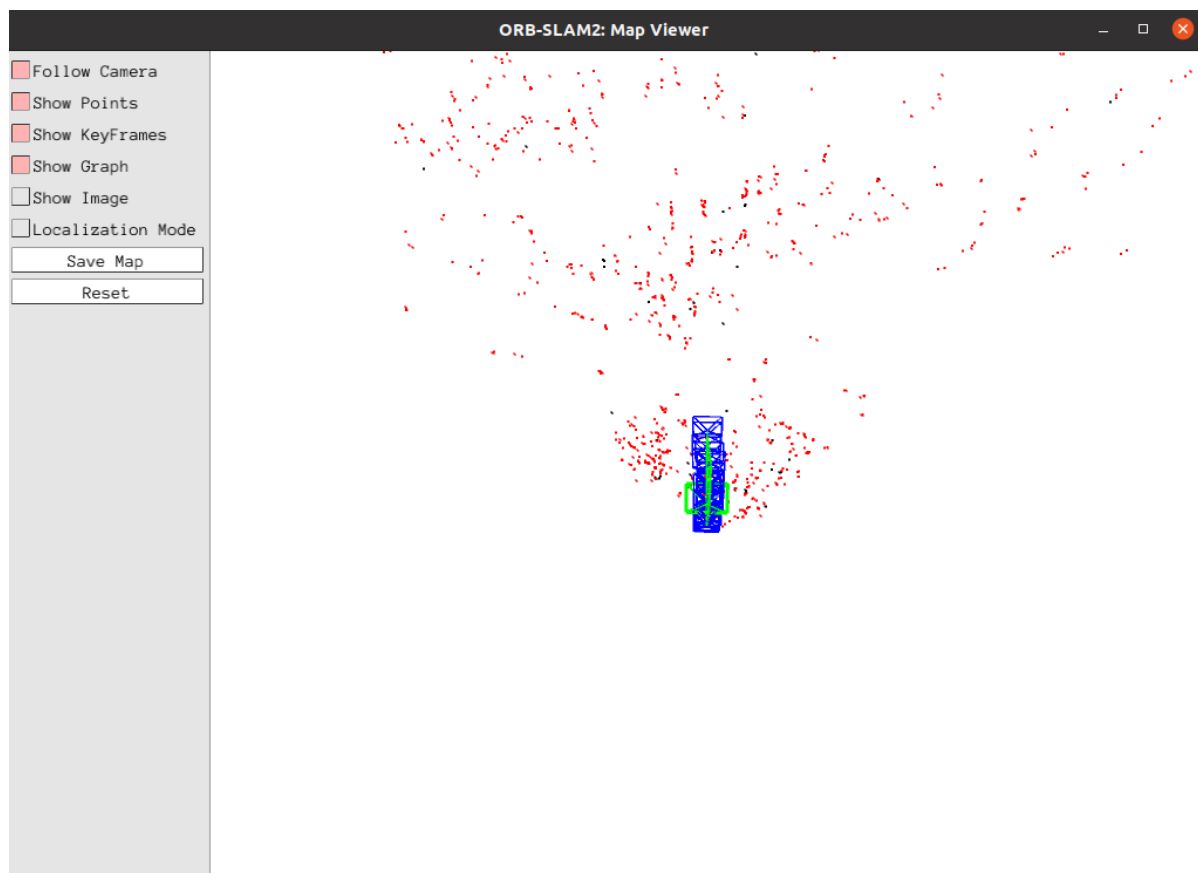 ORB-SLAM2: Map Viewer
Follow Camera
Show Points
Show KeyFrames
Show Graph
Show Image
Localization Mode
Save Map
Reset